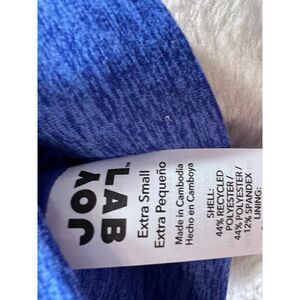 JOY
LAB™
Extra Small
Extra Pequeño
Made in Cambodia
Hecho en Camboya
SHELL:
44% RECYCLED
POLYESTER /
44% POLYESTER /
12% SPANDEX
LINING: